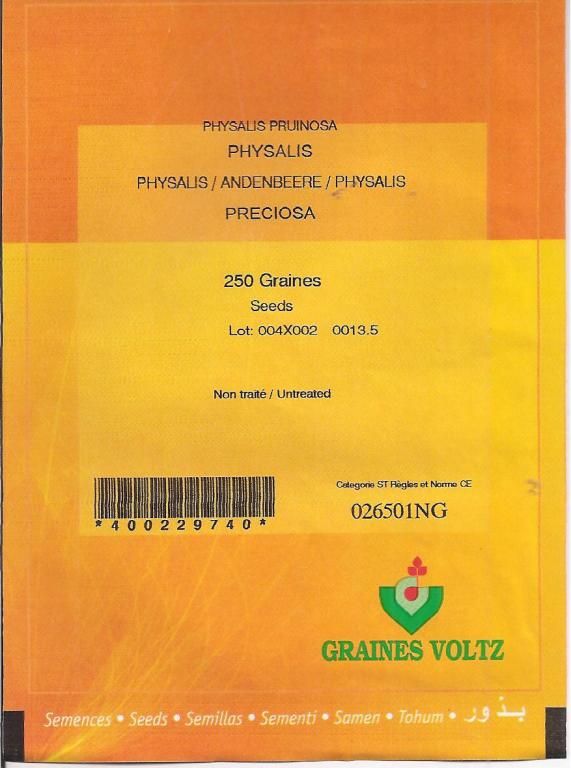 PHYSALIS PRUINOSA
PHYSALIS
PHYSALIS / ANDENBEERE / PHYSALIS
PRECIOSA
250 Graines
Seeds
Lot: 004X002 0013.5
Non traité / Untreated
Categorie ST Règles et Norme CE
*400229740*
026501NG
GRAINES VOLTZ
Semences • Seeds • Semillas • Sementi • Samen • Tohum • بذور